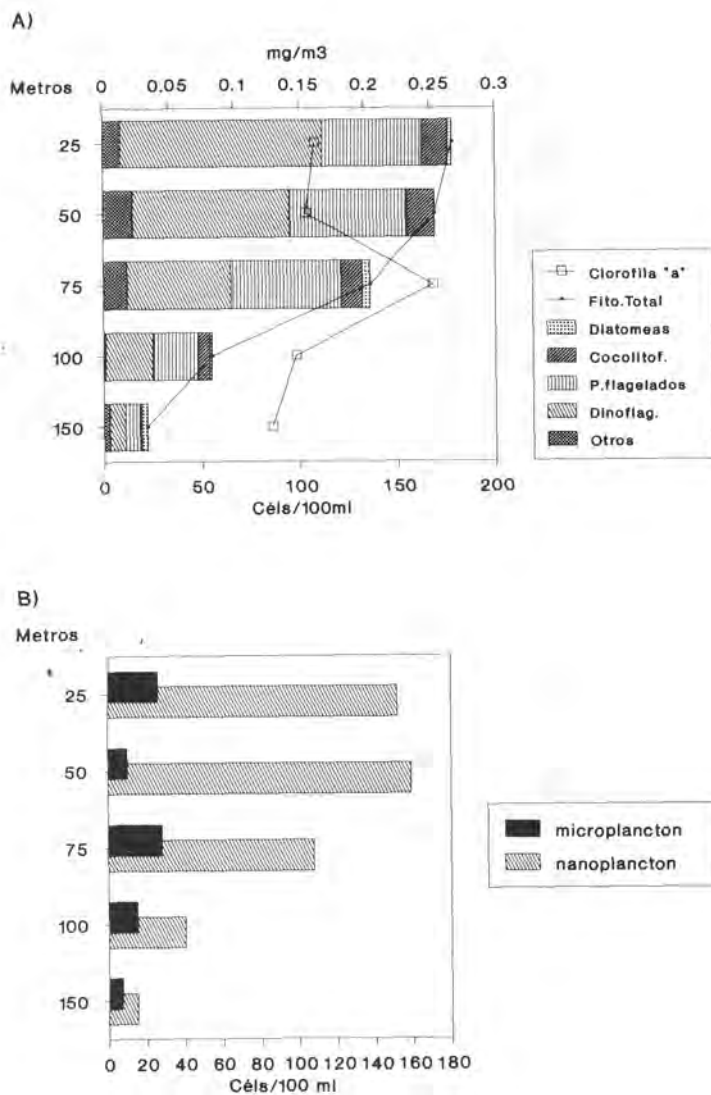 A)
mg/m3
Metros
0 0.05 0.1 0.15 0.2 0.25 0.3
25
50
75
100
150
0 50 100 150 200
Céls/100ml
Clorofila "a"
Fito.Total
Diatomeas
Cocolitof.
P.flagelados
Dinoflag.
Otros
B)
Metros
25
50
75
100
150
0 20 40 60 80 100 120 140 160 180
Céls/100 ml
microplancton
nanoplancton